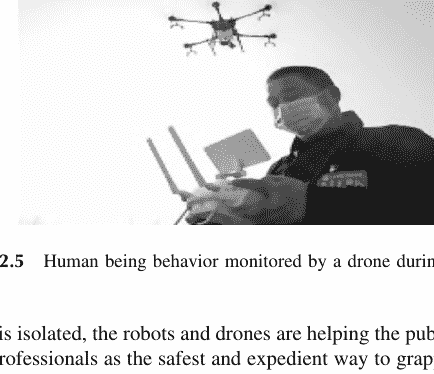 2.5 Human being behavior monitored by a drone durin
is isolated, the robots and drones are helping the pub
rofessionals as the safest and expedient way to grap